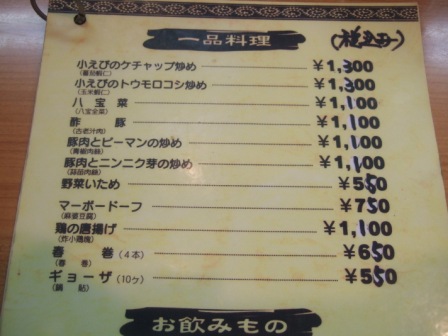 一品料理
(税込み)
小えびのケチャップ炒め ¥1,300
(蕃茄蝦仁)
小えびのトウモロコシ炒め ¥1,300
(玉米蝦仁)
八宝菜 ¥1,100
(八宝全菜)
酢豚 ¥1,100
(古老汁肉)
豚肉とピーマンの炒め ¥1,100
(青椒肉絲)
豚肉とニンニク芽の炒め ¥1,100
(蒜苗肉絲)
野菜いため ¥550
マーボードーフ ¥750
(麻婆豆腐)
鶏の唐揚げ ¥1,100
(炸小鶏塊)
春巻(4本) ¥650
(春巻)
ギョーザ(10ヶ) ¥550
(鍋貼)
お飲みもの